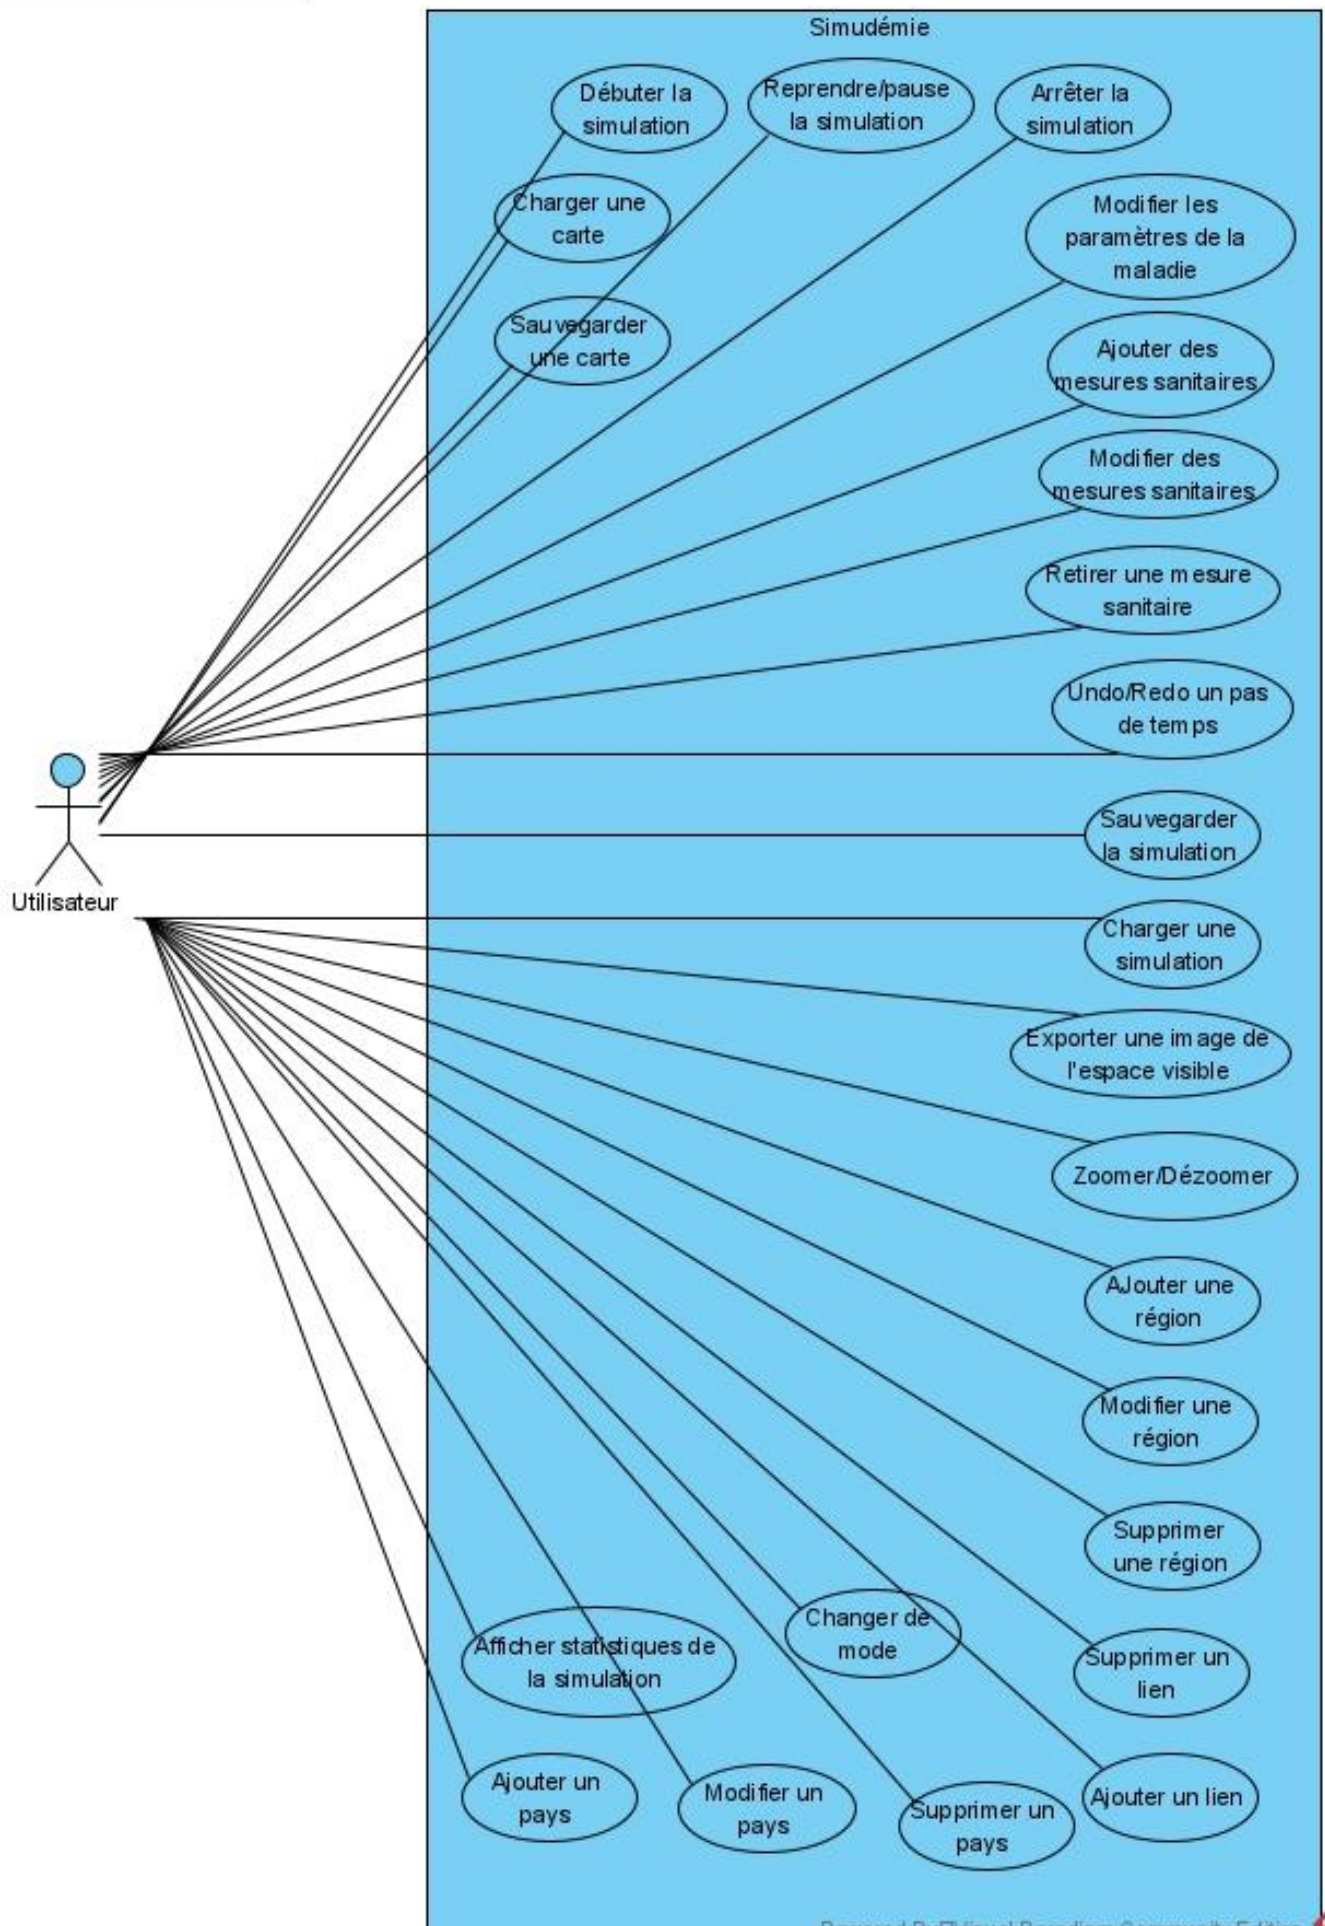 Simudémie
Débuter la
simulation
Reprendre/pause
la simulation
Arrêter la
simulation
Charger une
carte
Modifier les
paramètres de la
maladie
Sauvegarder
une carte
Ajouter des
mesures sanitaires
Modifier des
mesures sanitaires
Retirer une mesure
sanitaire
Undo/Redo un pas
de temps
Sauvegarder
la simulation
Utilisateur
Charger une
simulation
Exporter une image de
l'espace visible
Zoomer/Dézoomer
AJouter une
région
Modifier une
région
Supprimer
une région
Changer de
mode
Afficher statistiques de
la simulation
Supprimer un
lien
Ajouter un
pays
Modifier un
pays
Supprimer un
pays
Ajouter un lien